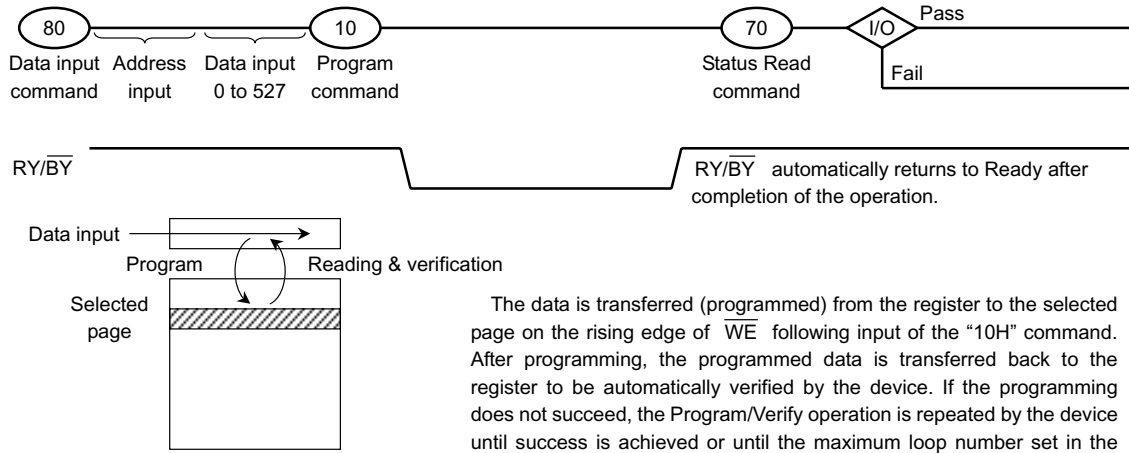 80 10 70 I/O Pass
Data input Address Data input Program Status Read
command input 0 to 527 command command
Fail
RY/BY
RY/BY automatically returns to Ready after
completion of the operation.
Data input
Program Reading & verification
Selected
page
The data is transferred (programmed) from the register to the selected
page on the rising edge of WE following input of the “10H” command.
After programming, the programmed data is transferred back to the
register to be automatically verified by the device. If the programming
does not succeed, the Program/Verify operation is repeated by the device
until success is achieved or until the maximum loop number set in the